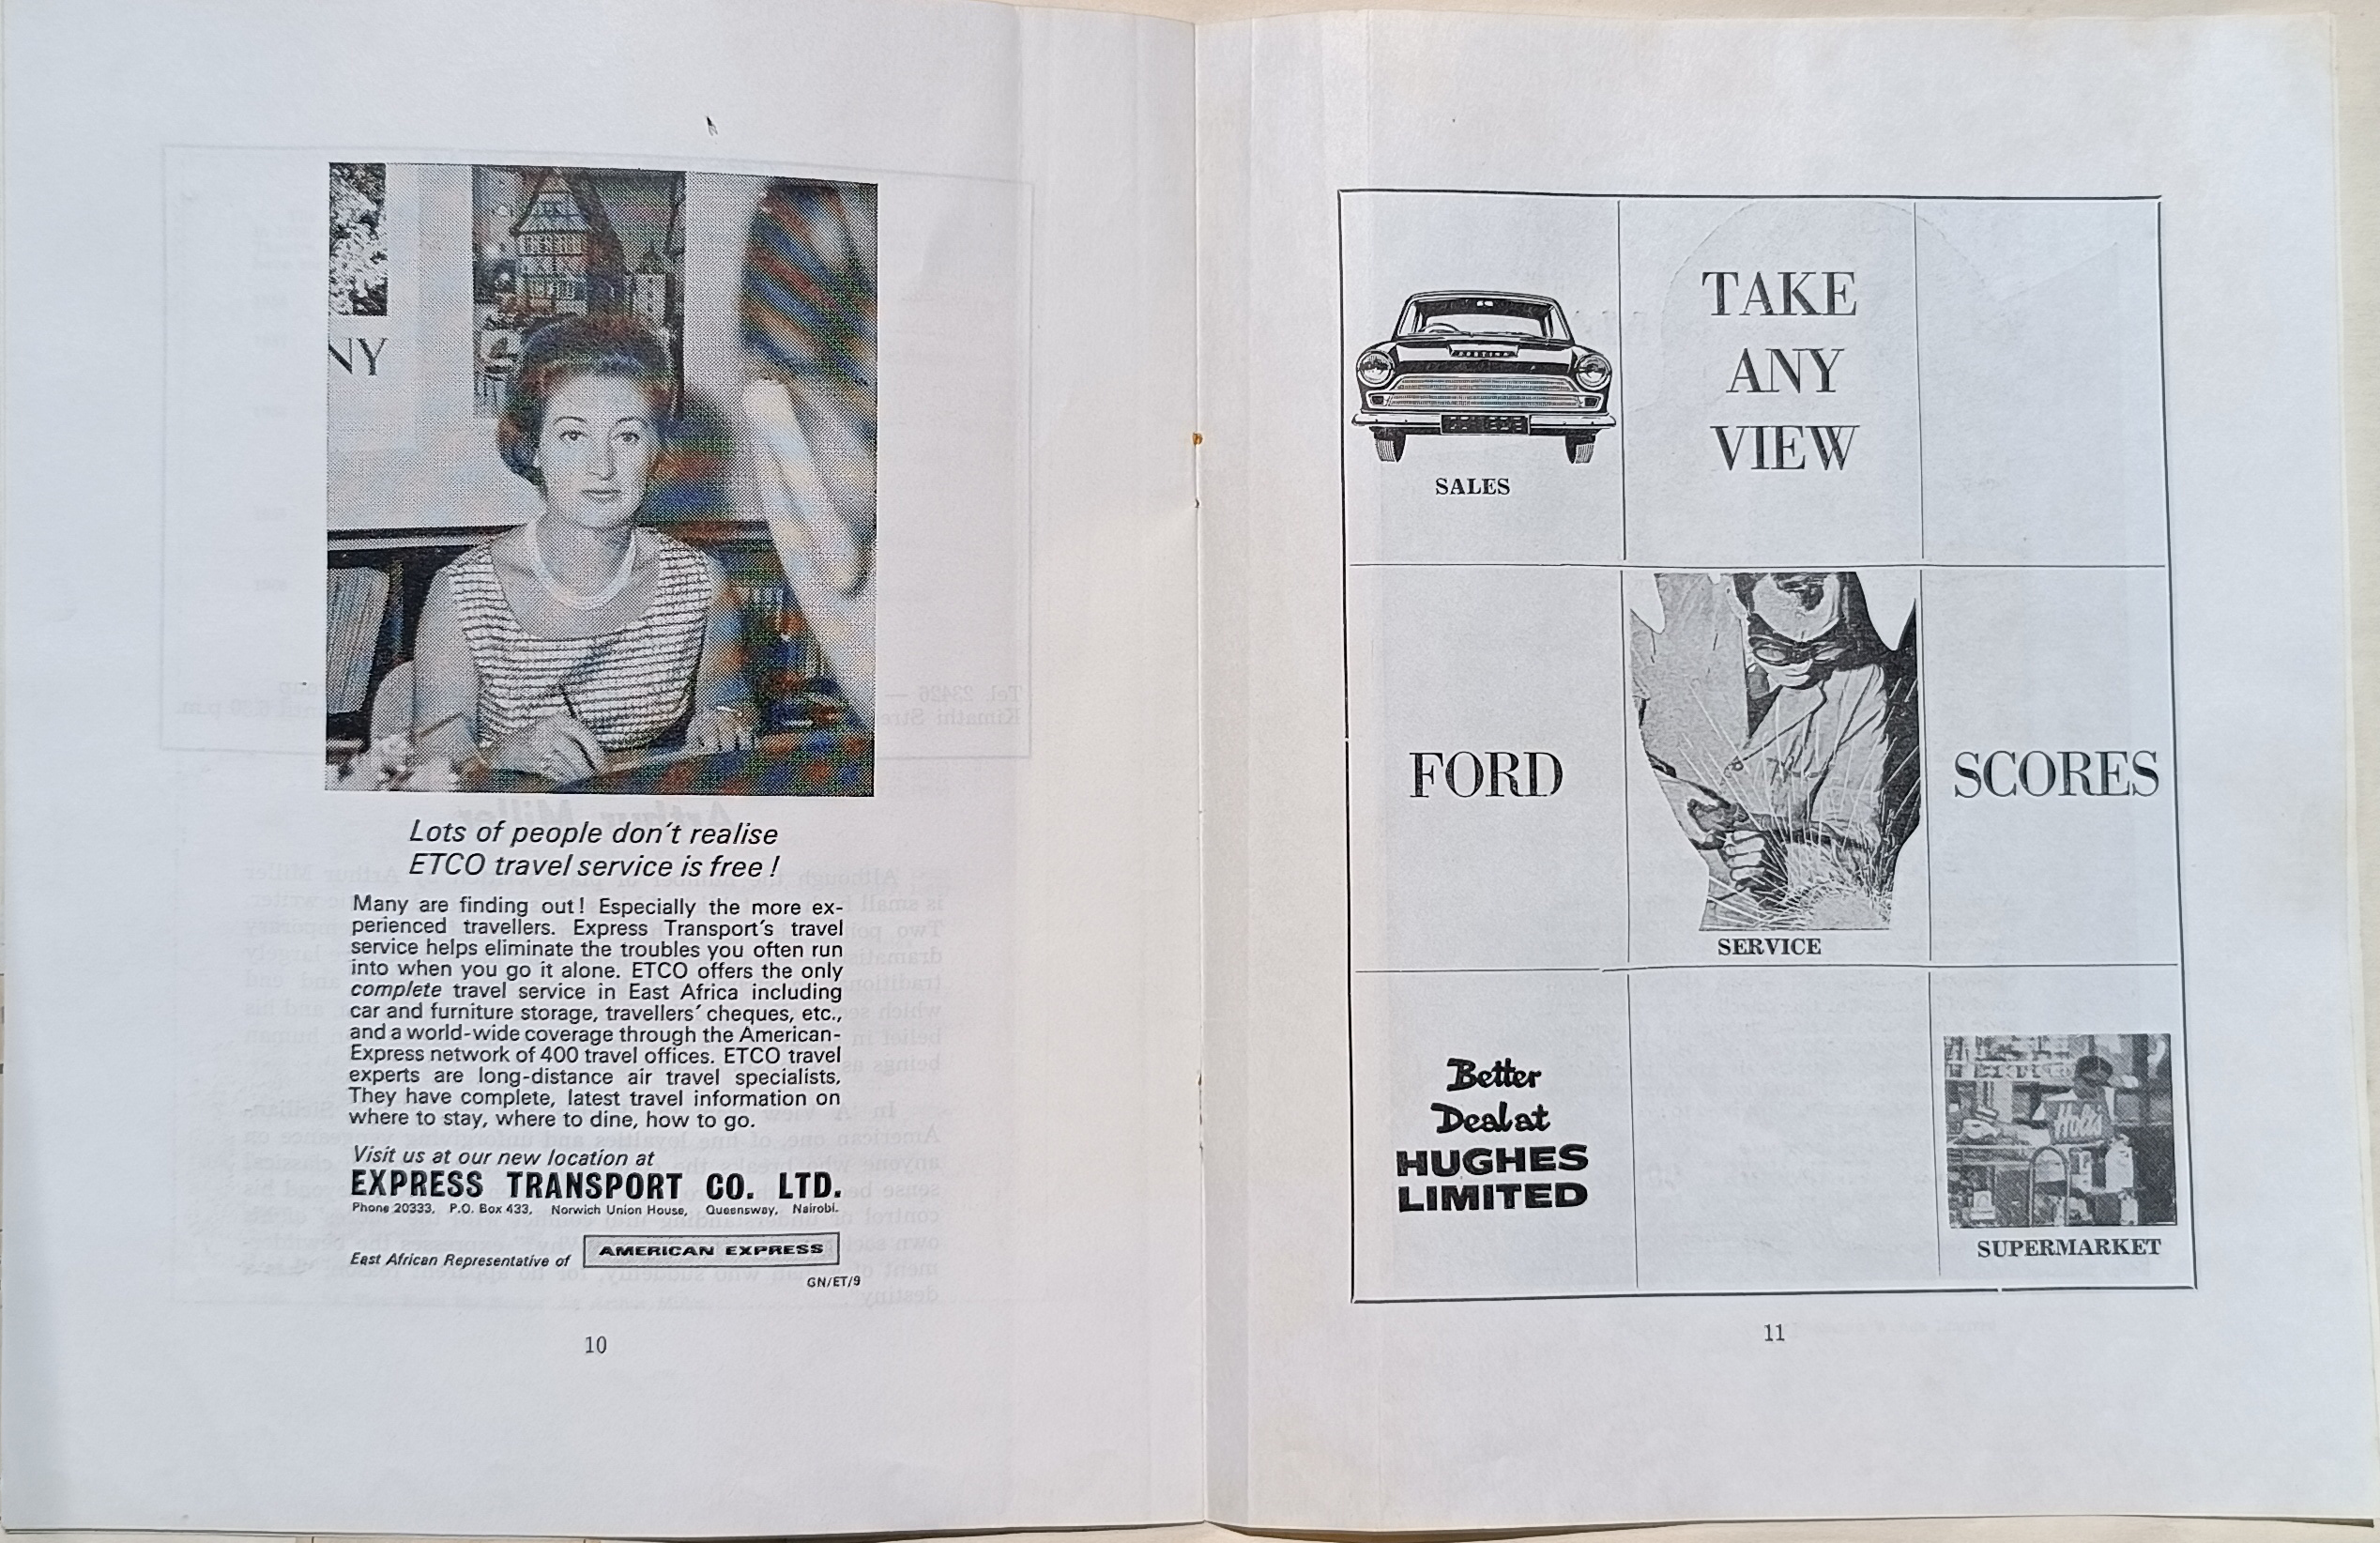 NY
Lots of people don't realise
ETCO travel service is free!
Many are finding out! Especially the more ex-
perienced travellers. Express Transport's travel
service helps eliminate the troubles you often run
into when you go it alone. ETCO offers the only
complete travel service in East Africa including
car and furniture storage, travellers' cheques, etc.,
and a world-wide coverage through the American-
Express network of 400 travel offices. ETCO travel
experts are long-distance air travel specialists.
They have complete, latest travel information on
where to stay, where to dine, how to go.
Visit us at our new location at
EXPRESS TRANSPORT CO. LTD.
Phone 20333, P.O. Box 433, Norwich Union House, Queensway, Nairobi.
East African Representative of AMERICAN EXPRESS
GN/ET/9
10
TAKE
ANY
VIEW
SALES
FORD
SCORES
SERVICE
Better
Deal at
HUGHES
LIMITED
Holts
SUPERMARKET
11